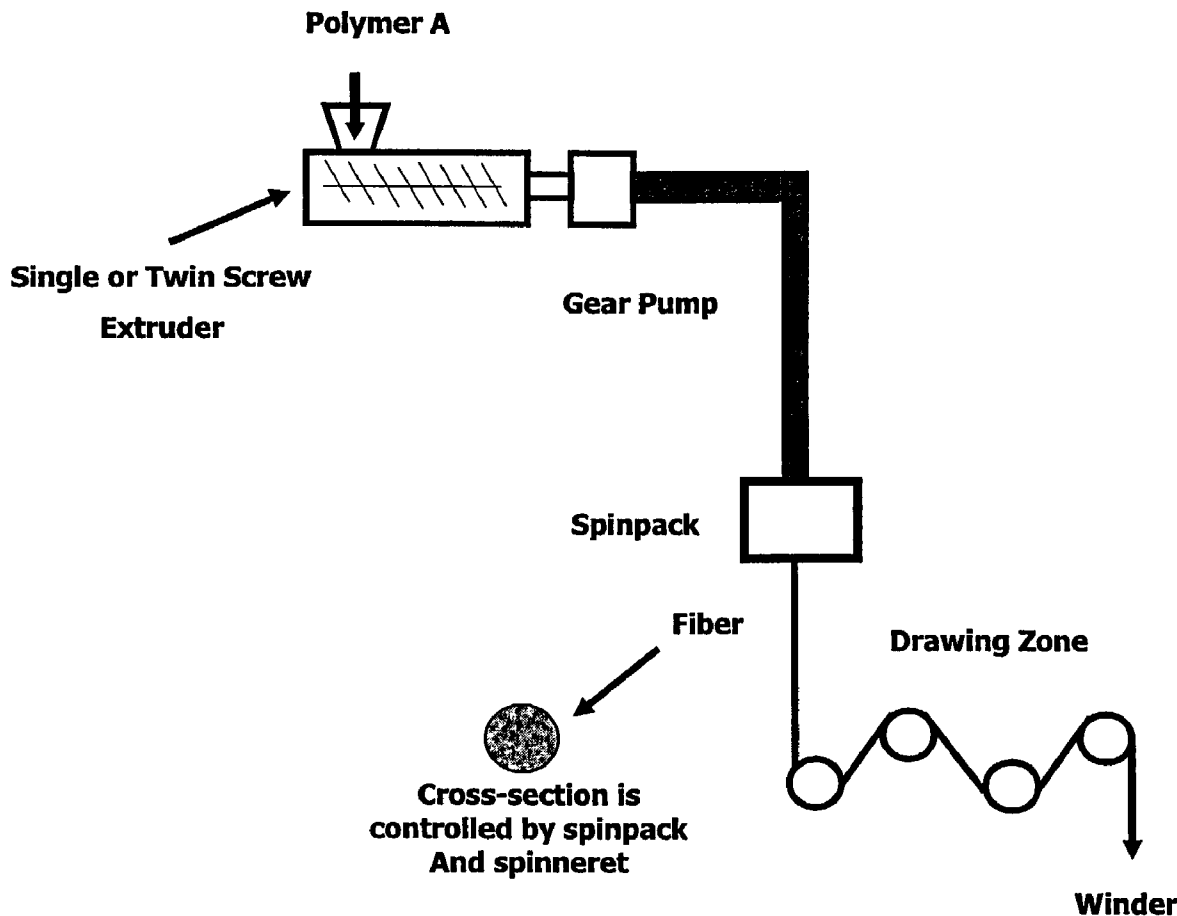 Polymer A
Single or Twin Screw
Extruder
Gear Pump
Spinpack
Fiber
Drawing Zone
Cross-section is
controlled by spinpack
And spinneret
Winder